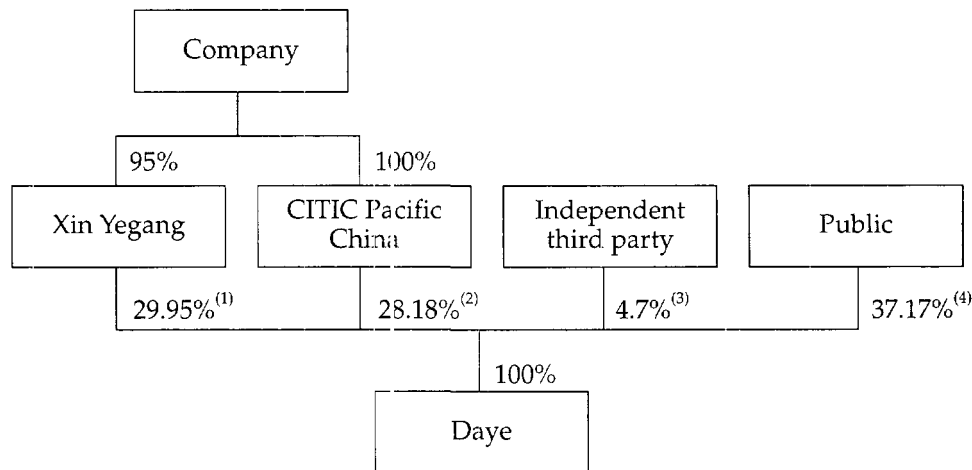 Company
95%
100%
Xin Yegang
CITIC Pacific
China
Independent
third party
Public
29.95%(1)
28.18%(2)
4.7%(3)
37.17%(4)
100%
Daye